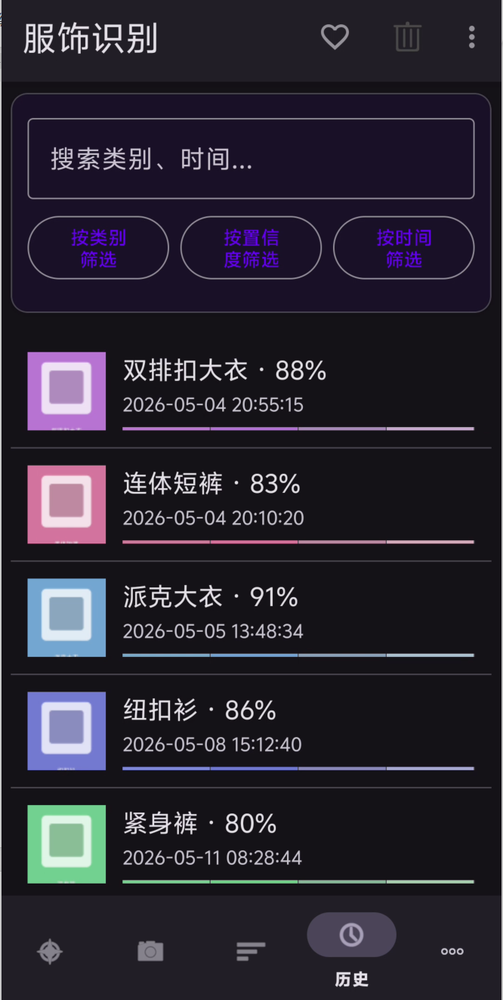 服饰识别
搜索类别、时间...
按类别
筛选
按置信
度筛选
按时间
筛选
双排扣大衣 · 88%
2026-05-04 20:55:15
连体短裤 · 83%
2026-05-04 20:10:20
派克大衣 · 91%
2026-05-05 13:48:34
纽扣衫 · 86%
2026-05-08 15:12:40
紧身裤 · 80%
2026-05-11 08:28:44
历史